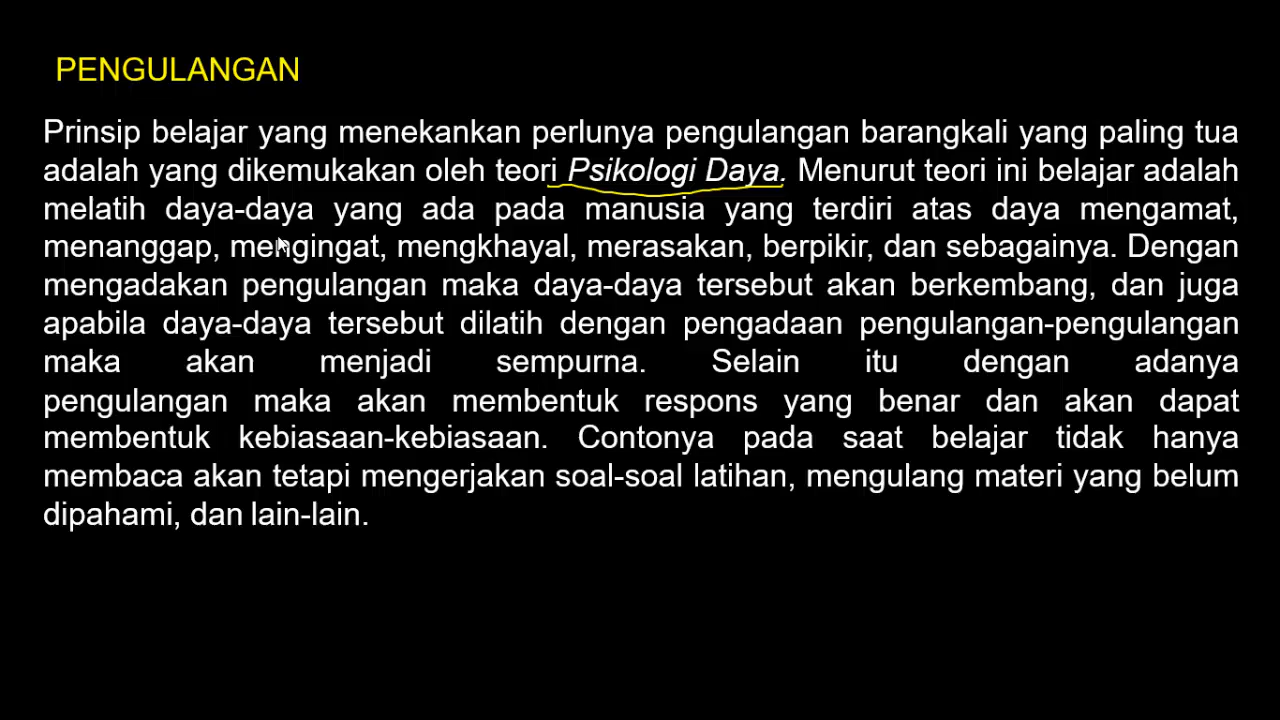 PENGULANGAN
Prinsip belajar yang menekankan perlunya pengulangan barangkali yang paling tua
adalah yang dikemukakan oleh teori Psikologi Daya. Menurut teori ini belajar adalah
melatih daya-daya yang ada pada manusia yang terdiri atas daya mengamat,
menanggap, mengingat, mengkhayal, merasakan, berpikir, dan sebagainya. Dengan
mengadakan pengulangan maka daya-daya tersebut akan berkembang, dan juga
apabila daya-daya tersebut dilatih dengan pengadaan pengulangan-pengulangan
maka akan menjadi sempurna. Selain itu dengan adanya
pengulangan maka akan membentuk respons yang benar dan akan dapat
membentuk kebiasaan-kebiasaan. Contonya pada saat belajar tidak hanya
membaca akan tetapi mengerjakan soal-soal latihan, mengulang materi yang belum
dipahami, dan lain-lain.